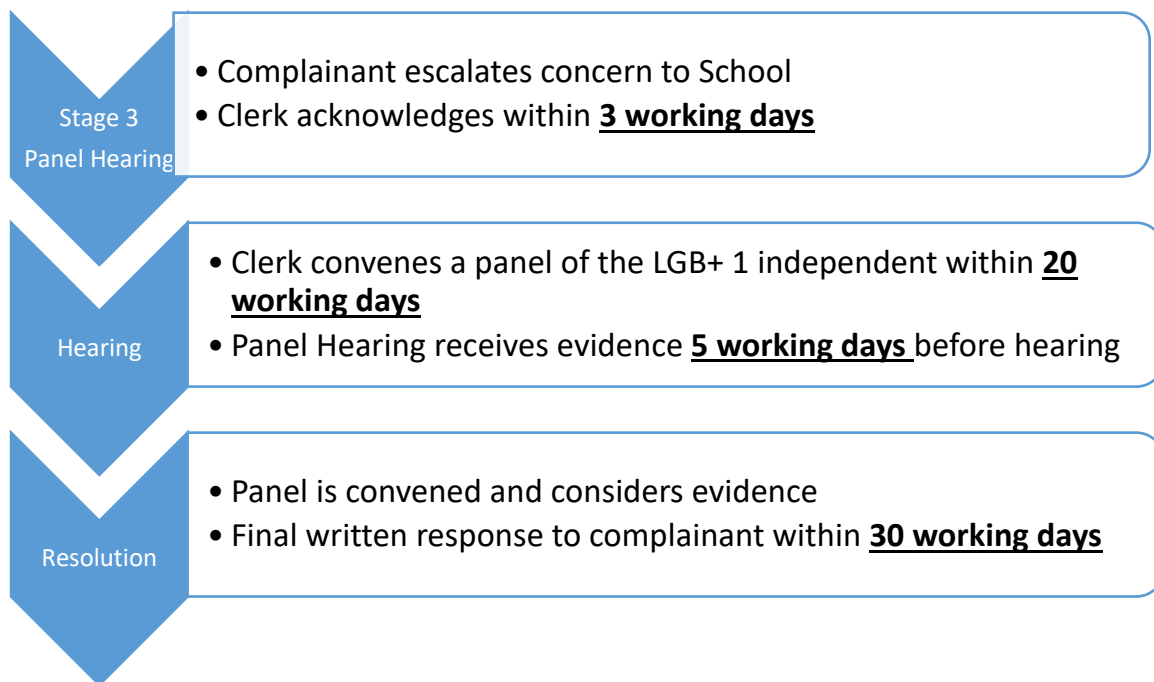 Stage 3
Panel Hearing
• Complainant escalates concern to School
• Clerk acknowledges within 3 working days
Hearing
• Clerk convenes a panel of the LGB+ 1 independent within 20
working days
• Panel Hearing receives evidence 5 working days before hearing
Resolution
• Panel is convened and considers evidence
• Final written response to complainant within 30 working days